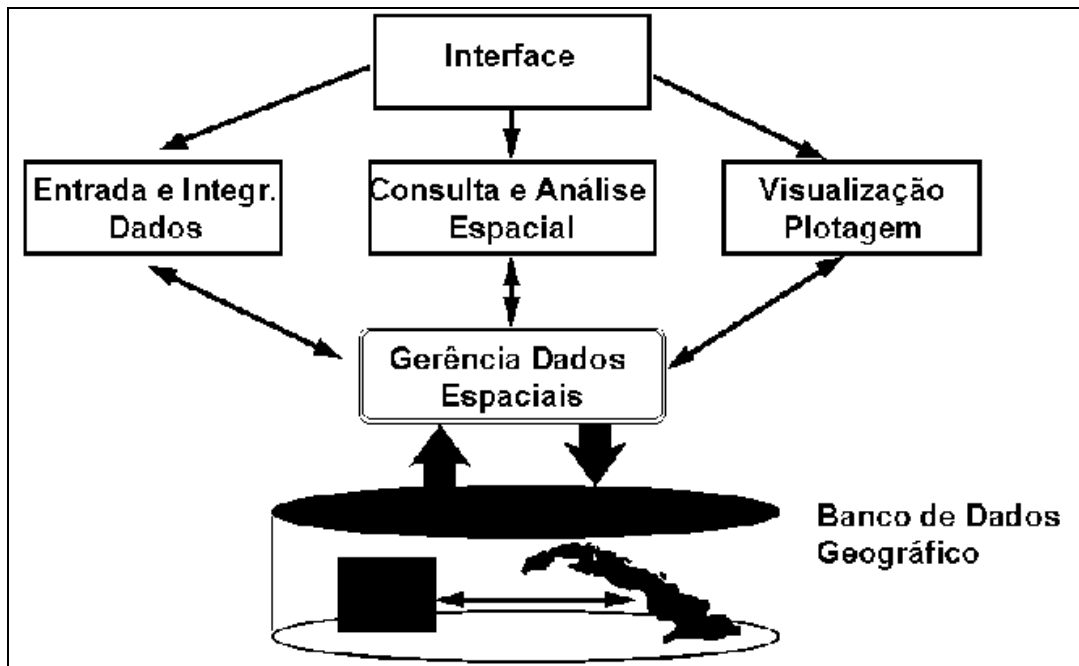 Interface
Entrada e Integr.
Dados
Consulta e Análise
Espacial
Visualização
Plotagem
Gerência Dados
Espaciais
Banco de Dados
Geográfico